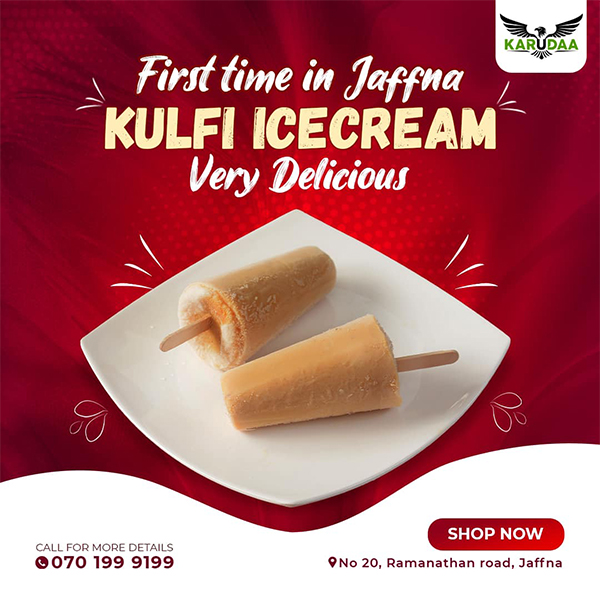 KARUDAA
First time in Jaffna
KULFI ICECREAM
Very Delicious
CALL FOR MORE DETAILS
070 199 9199
SHOP NOW
No 20, Ramanathan road, Jaffna